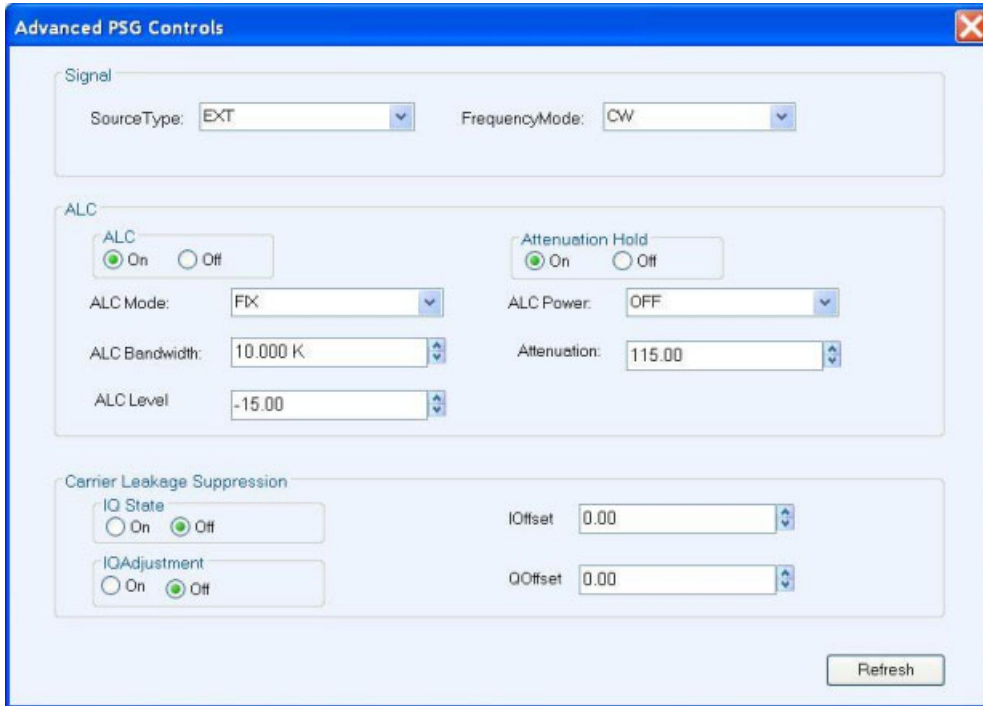 Advanced PSG Controls
Signal
SourceType: EXT FrequencyMode: CW
ALC
ALC Attenuation Hold
On Off On Off
ALC Mode: FIX ALC Power: OFF
ALC Bandwidth: 10.000 K Attenuation: 115.00
ALC Level -15.00
Carrier Leakage Suppression
IQ State
On Off IOffset 0.00
IQAdjustment
On Off QOffset 0.00
Refresh